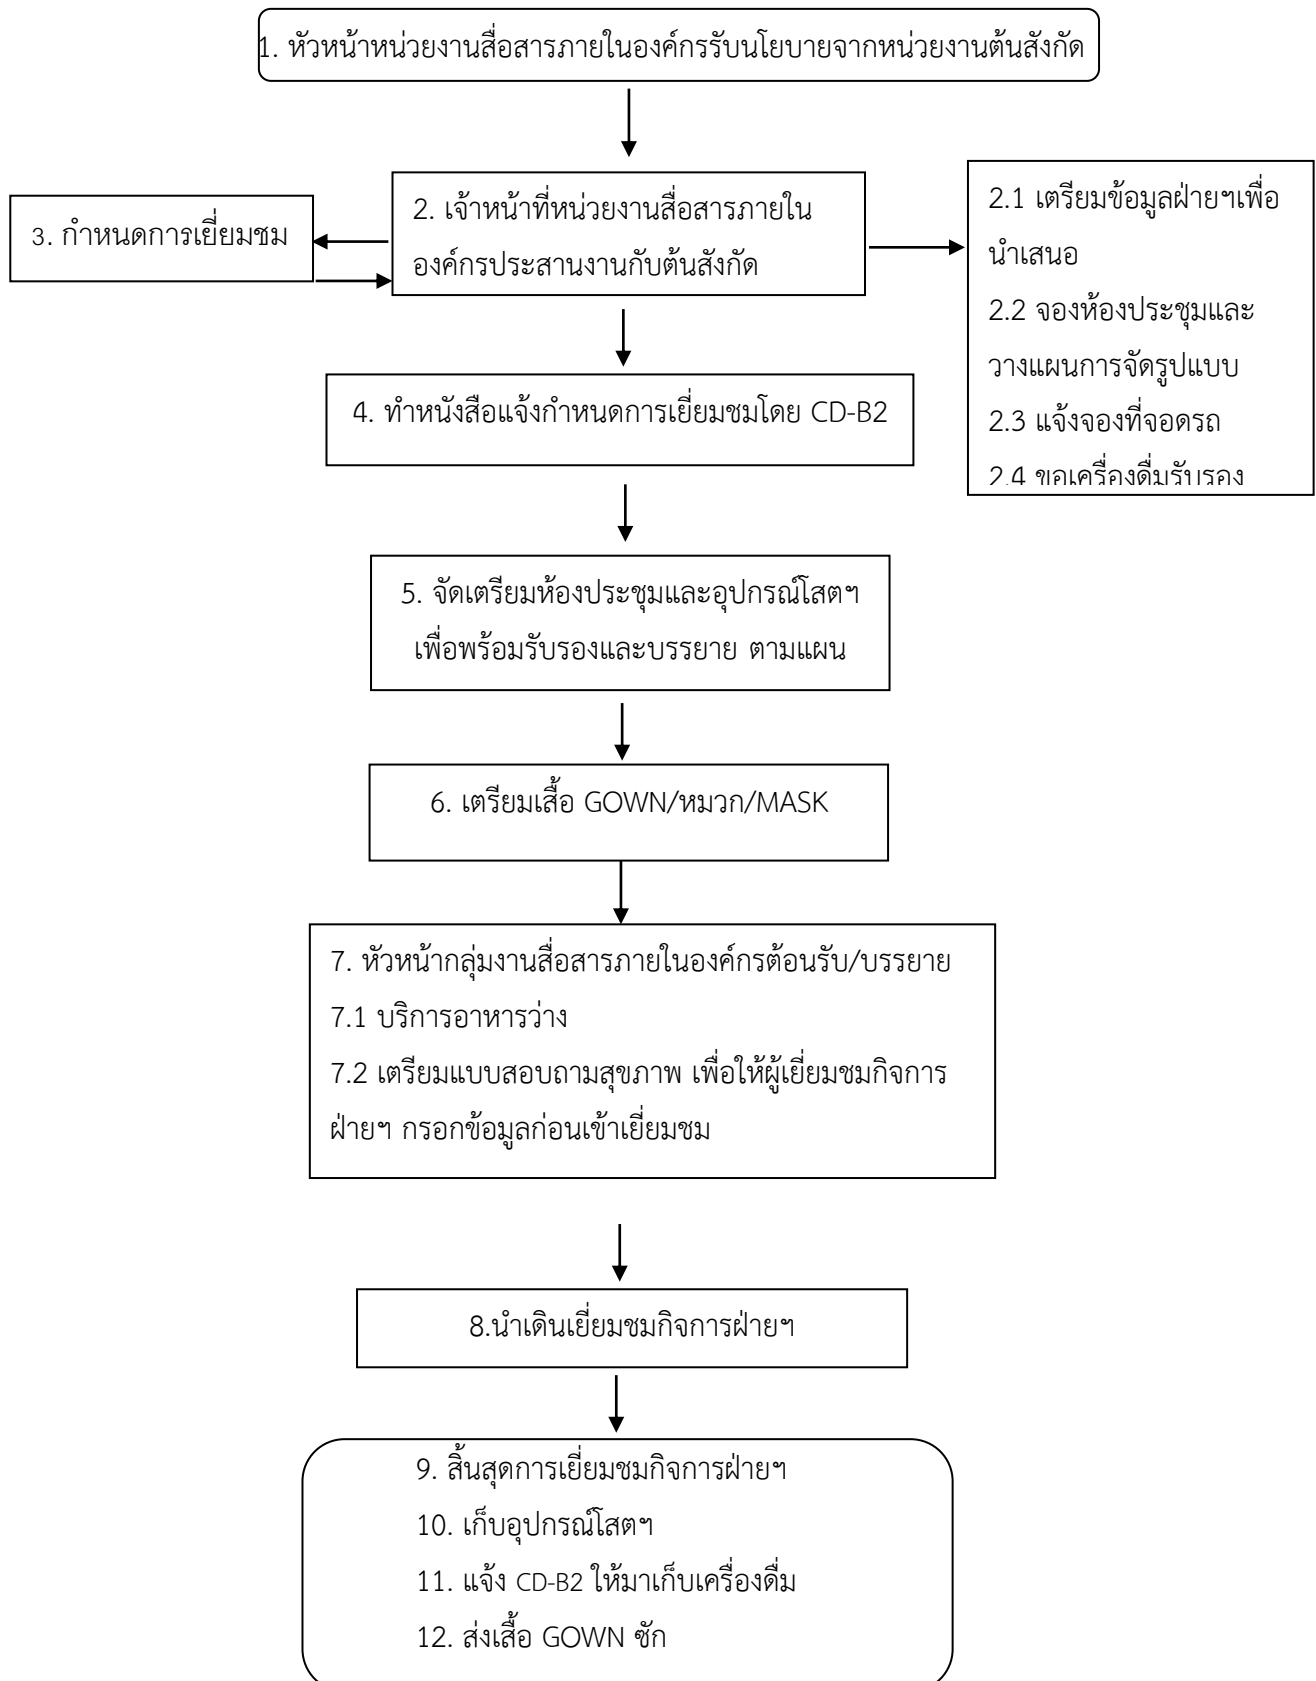 1. หัวหน้าหน่วยงานสื่อสารภายในองค์กรรับนโยบายจากหน่วยงานต้นสังกัด
2. เจ้าหน้าที่หน่วยงานสื่อสารภายใน
องค์กรประสานงานกับต้นสังกัด
3. กำหนดการเยี่ยมชม
2.1 เตรียมข้อมูลฝ่ายฯเพื่อ
นำเสนอ
2.2 จองห้องประชุมและ
วางแผนการจัดรูปแบบ
2.3 แจ้งจองที่จอดรถ
2.4 ขอเครื่องดื่มรับรอง
4. ทำหนังสือแจ้งกำหนดการเยี่ยมชมโดย CD-B2
5. จัดเตรียมห้องประชุมและอุปกรณ์โสตฯ
เพื่อพร้อมรับรองและบรรยาย ตามแผน
6. เตรียมเสื้อ GOWN/หมวก/MASK
7. หัวหน้ากลุ่มงานสื่อสารภายในองค์กรต้อนรับ/บรรยาย
7.1 บริการอาหารว่าง
7.2 เตรียมแบบสอบถามสุขภาพ เพื่อให้ผู้เยี่ยมชมกิจการ
ฝ่ายฯ กรอกข้อมูลก่อนเข้าเยี่ยมชม
8.นำเดินเยี่ยมชมกิจการฝ่ายฯ
9. สิ้นสุดการเยี่ยมชมกิจการฝ่ายฯ
10. เก็บอุปกรณ์โสตฯ
11. แจ้ง CD-B2 ให้มาเก็บเครื่องดื่ม
12. ส่งเสื้อ GOWN ซัก